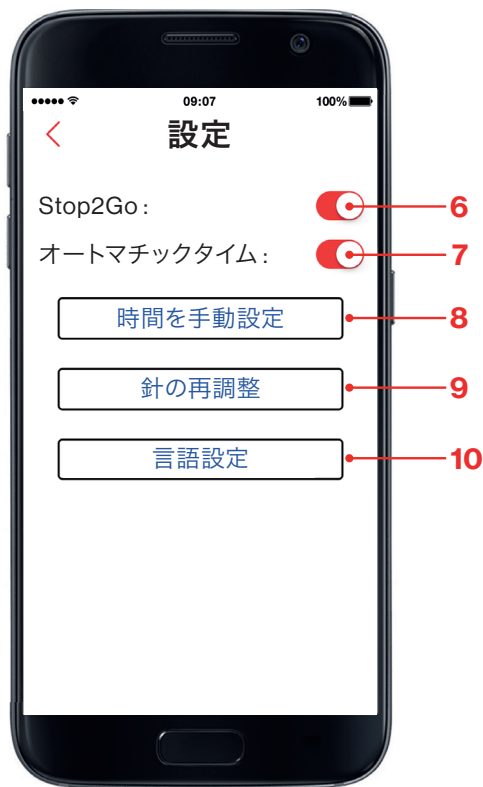 09:07 100%
設定
Stop2Go : 6
オートマチックタイム : 7
時間を手動設定 8
針の再調整 9
言語設定 10